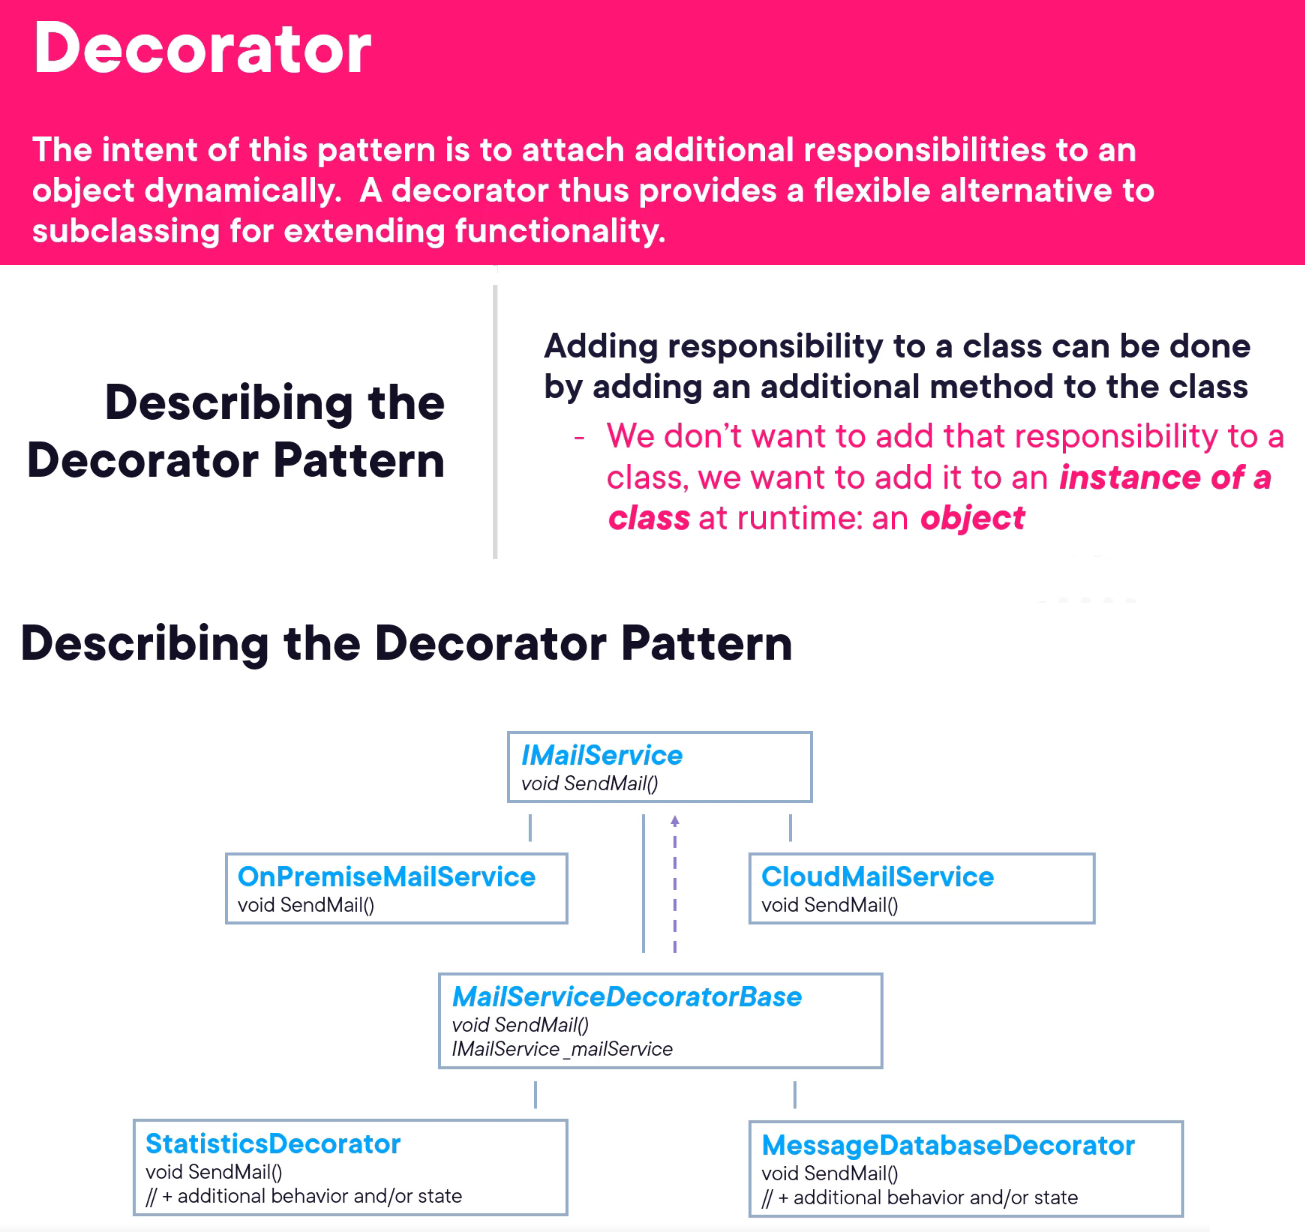 Decorator
The intent of this pattern is to attach additional responsibilities to an
object dynamically.  A decorator thus provides a flexible alternative to
subclassing for extending functionality.
Describing the
Decorator Pattern
Adding responsibility to a class can be done
by adding an additional method to the class
- We don’t want to add that responsibility to a
class, we want to add it to an instance of a
class at runtime: an object
Describing the Decorator Pattern
IMailService
void SendMail()
OnPremiseMailService
void SendMail()
CloudMailService
void SendMail()
MailServiceDecoratorBase
void SendMail()
IMailService _mailService
StatisticsDecorator
void SendMail()
// + additional behavior and/or state
MessageDatabaseDecorator
void SendMail()
// + additional behavior and/or state